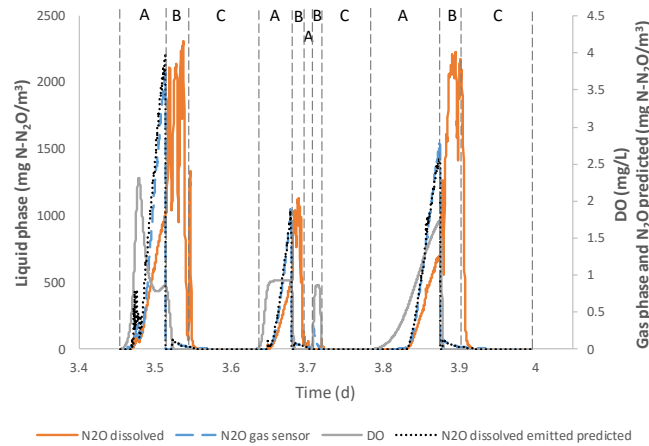 A B C A B A B C A B C
Liquid phase (mg N-N₂O/m³)
2500
2000
1500
1000
500
0
4.5
4
3.5
3
2.5
2
1.5
1
0.5
0
DO (mg/L)
Gas phase and N₂O predicted (mg N-N₂O/m³)
3.4 3.5 3.6 3.7 3.8 3.9 4
Time (d)
N2O dissolved N2O gas sensor DO N2O dissolved emitted predicted